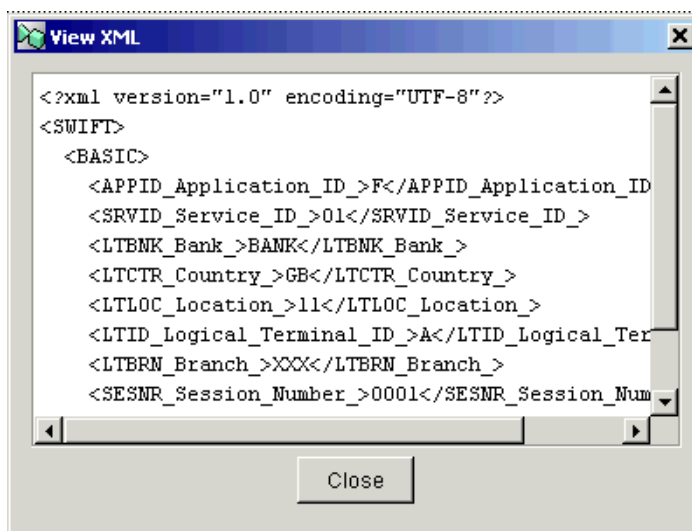 View XML
<?xml version="1.0" encoding="UTF-8"?>
<SWIFT>
<BASIC>
<APPID_Application_ID_>F</APPID_Application_ID
<SRVID_Service_ID_>01</SRVID_Service_ID_>
<LTBNK_Bank_>BANK</LTBNK_Bank_>
<LTCTR_Country_>GB</LTCTR_Country_>
<LTLOC_Location_>11</LTLOC_Location_>
<LTID_Logical_Terminal_ID_>A</LTID_Logical_Ter
<LTBRN_Branch_>XXX</LTBRN_Branch_>
<SESNR_Session_Number_>0001</SESNR_Session_Num
Close